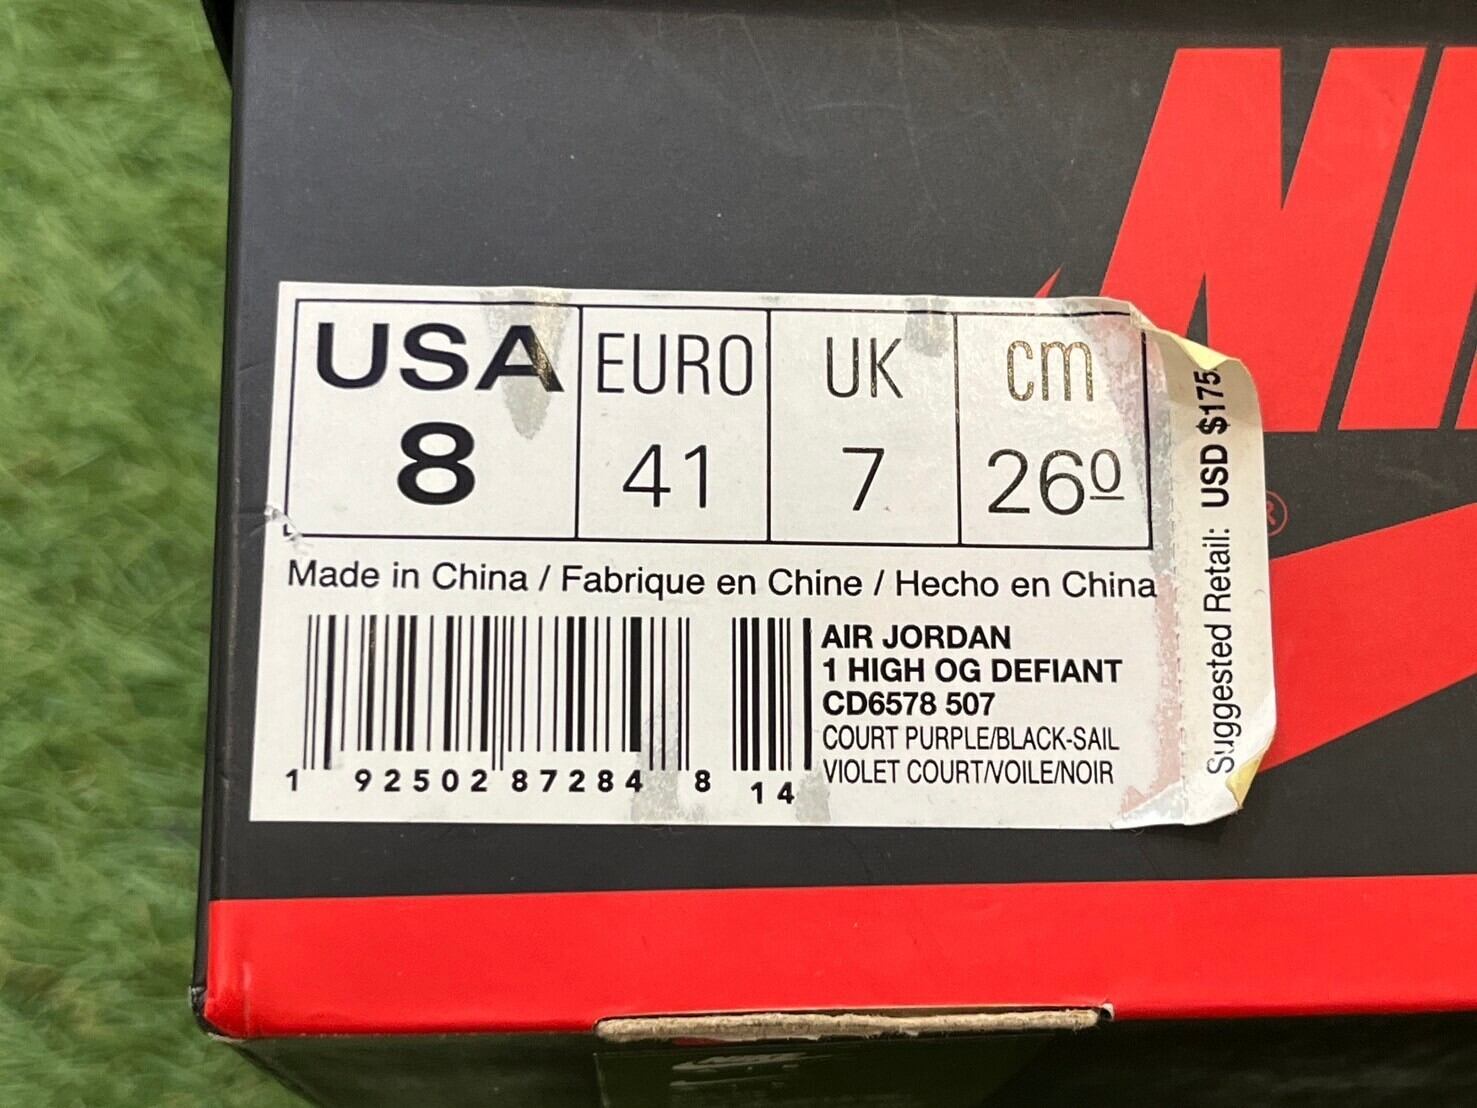 USA EURO UK cm
8 41 7 26 0
Made in China / Fabrique en Chine / Hecho en China
AIR JORDAN
1 HIGH OG DEFIANT
CD6578 507
COURT PURPLE/BLACK-SAIL
VIOLET COURT/VOILE/NOIR
1 92502 87284 8 14
Suggested Retail: USD $175
®